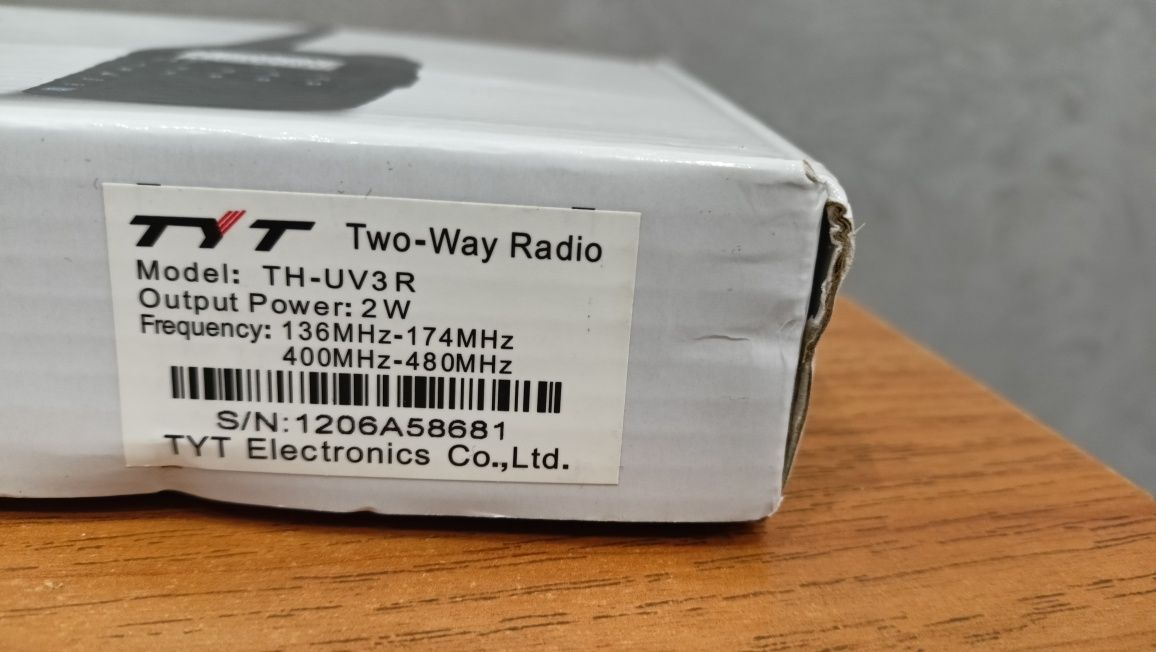 TYT Two-Way Radio
Model: TH-UV3R
Output Power: 2W
Frequency: 136MHz-174MHz
400MHz-480MHz
S/N:1206A58681
TYT Electronics Co.,Ltd.